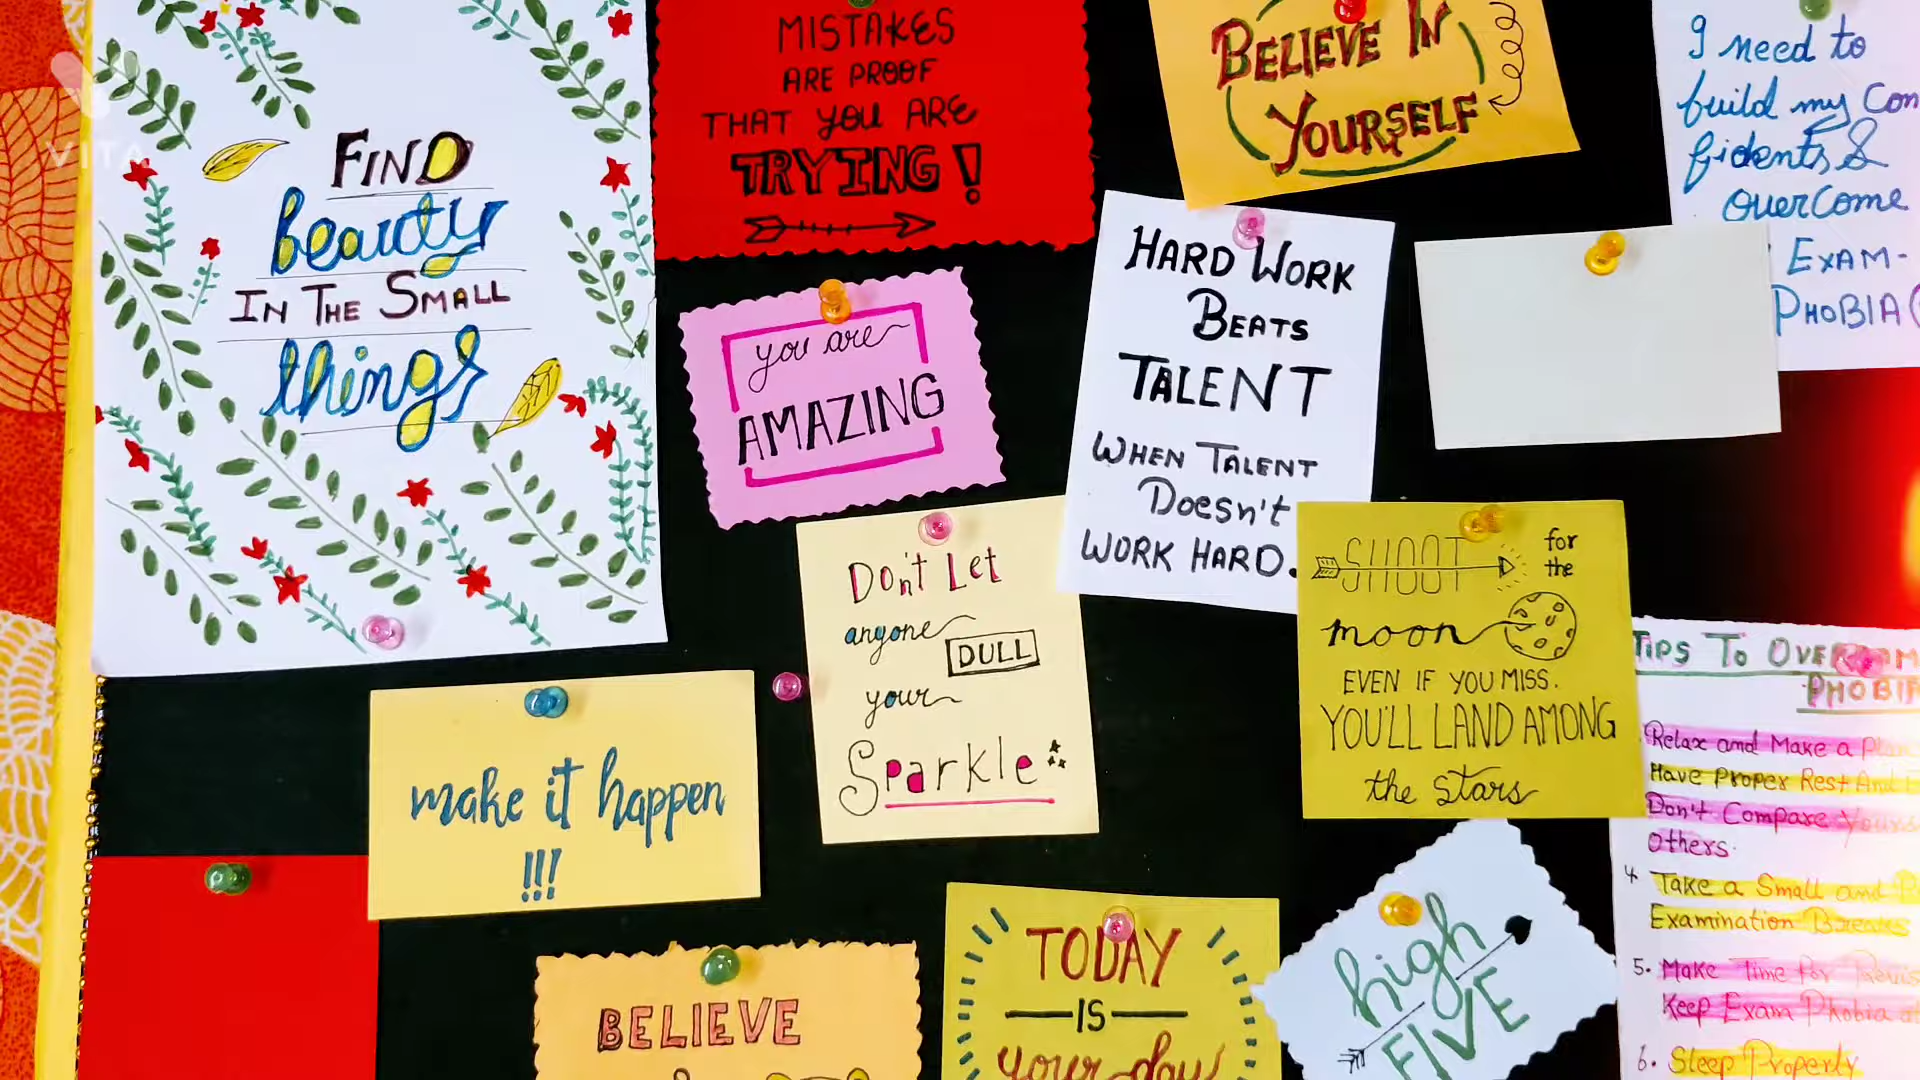 VITA
FIND
beauty
IN THE SMALL
things
MISTAKES
ARE PROOF
THAT YOU ARE
TRYING!
BELIEVE IN
YOURSELF
I need to
build my Con
fidents &
overcome
EXAM-
PHOBIA
you are
AMAZING
HARD WORK
BEATS
TALENT
WHEN TALENT
Doesn't
WORK HARD.
Don't Let
anyone
DULL
your
Sparkle
SHOOT for
the
moon
EVEN IF YOU MISS.
YOU'LL LAND AMONG
the stars
make it happen
!!!
BELIEVE
TODAY
IS
your day
high
FIVE
TIPS TO
PHOBI
Relax and Make a
Have Proper Rest And
Don't Compare
Others.
4 Take a Small and
Examination Breaks
5. Make Time for
Keep Exam Phobia
6. Sleep Properly